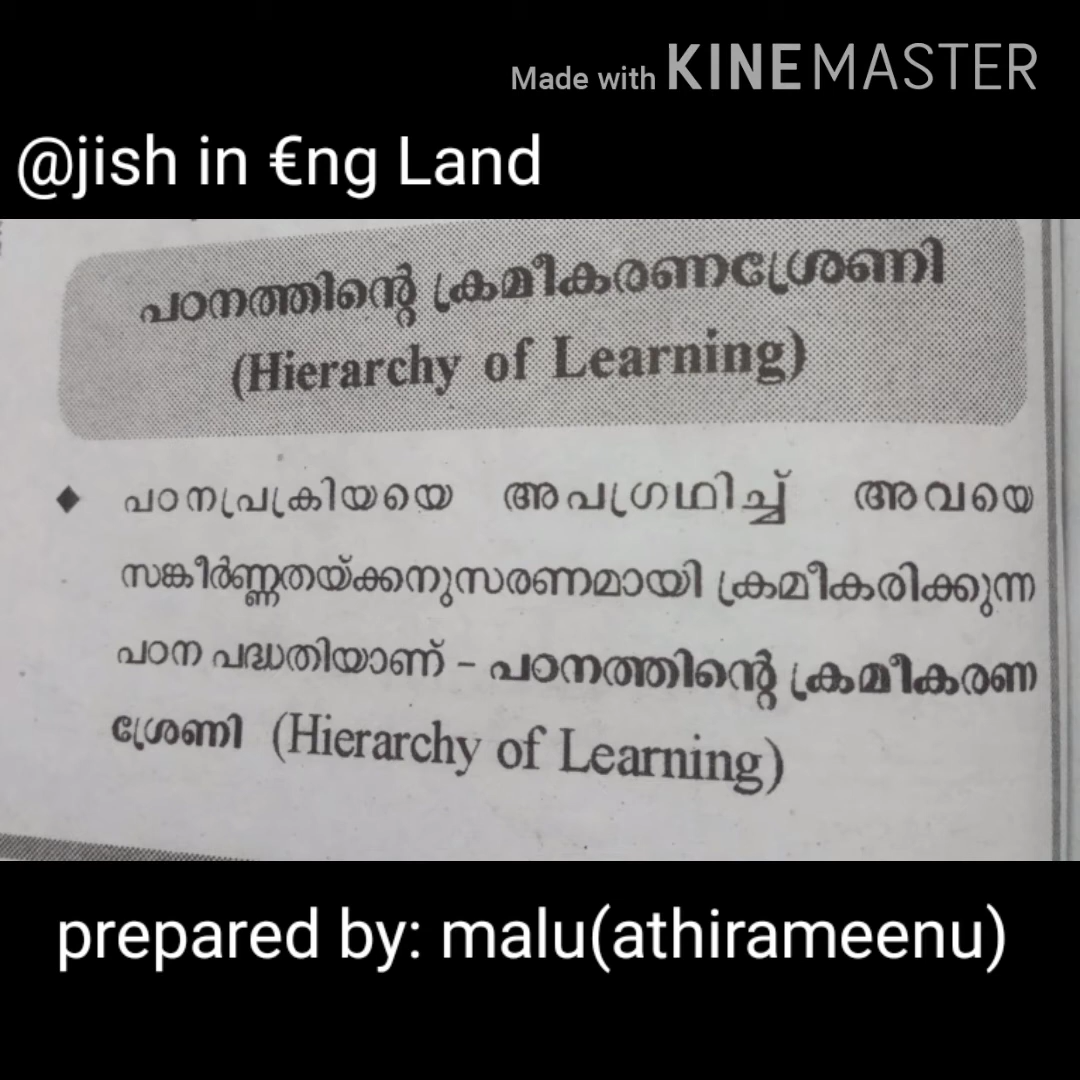 Made with KINEMASTER
@jish in €ng Land
പഠനത്തിന്റെ ക്രമീകരണശ്രേണി
(Hierarchy of Learning)
♦ പഠനപ്രക്രിയയെ അപഗ്രഥിച്ച് അവയെ
സങ്കീർണ്ണതയ്ക്കനുസരണമായി ക്രമീകരിക്കുന്ന
പഠന പദ്ധതിയാണ് - പഠനത്തിന്റെ ക്രമീകരണ
ശ്രേണി (Hierarchy of Learning)
prepared by: malu(athirameenu)